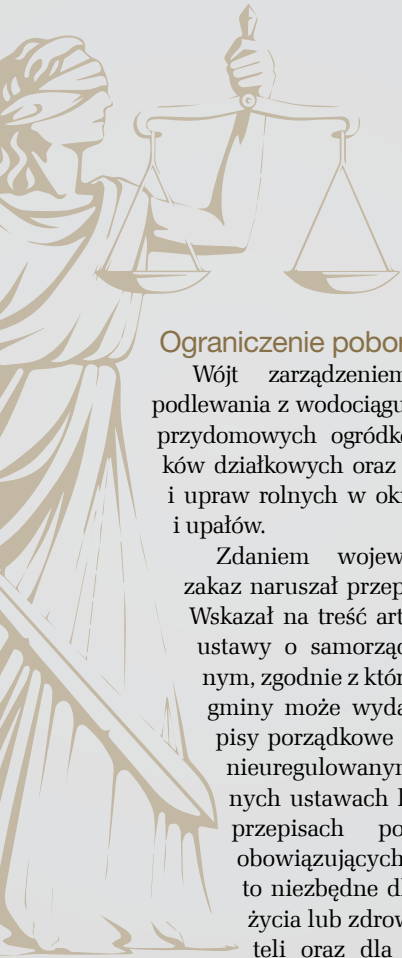 Ograniczenie pobor
Wójt zarządzeniem
podlewania z wodociągu
przydomowych ogródk
ków działkowych oraz
i upraw rolnych w ok
i upałów.
Zdaniem wojew
zakaz naruszał przep
Wskazał na treść art
ustawy o samorząd
nym, zgodnie z któr
gminy może wyda
pisy porządkowe
nieuregulowanym
nych ustawach l
przepisach po
obowiązujących
to niezbędne dl
życia lub zdrow
teli oraz dla